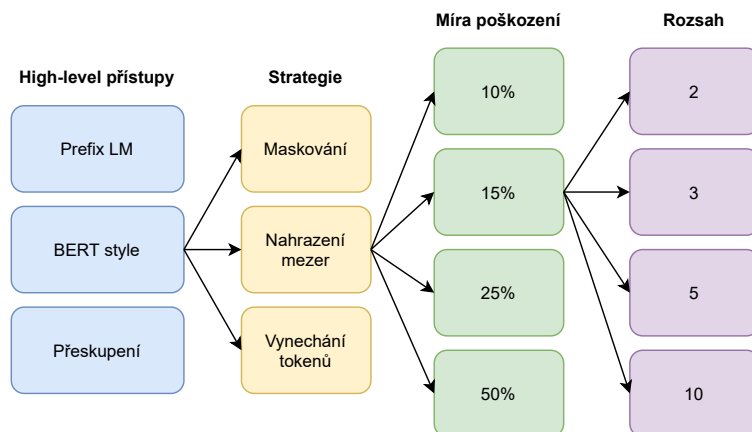 High-level přístupy
Prefix LM
BERT style
Přeskupení
Strategie
Maskování
Nahrazení
mezer
Vynechání
tokenů
Míra poškození
10%
15%
25%
50%
Rozsah
2
3
5
10